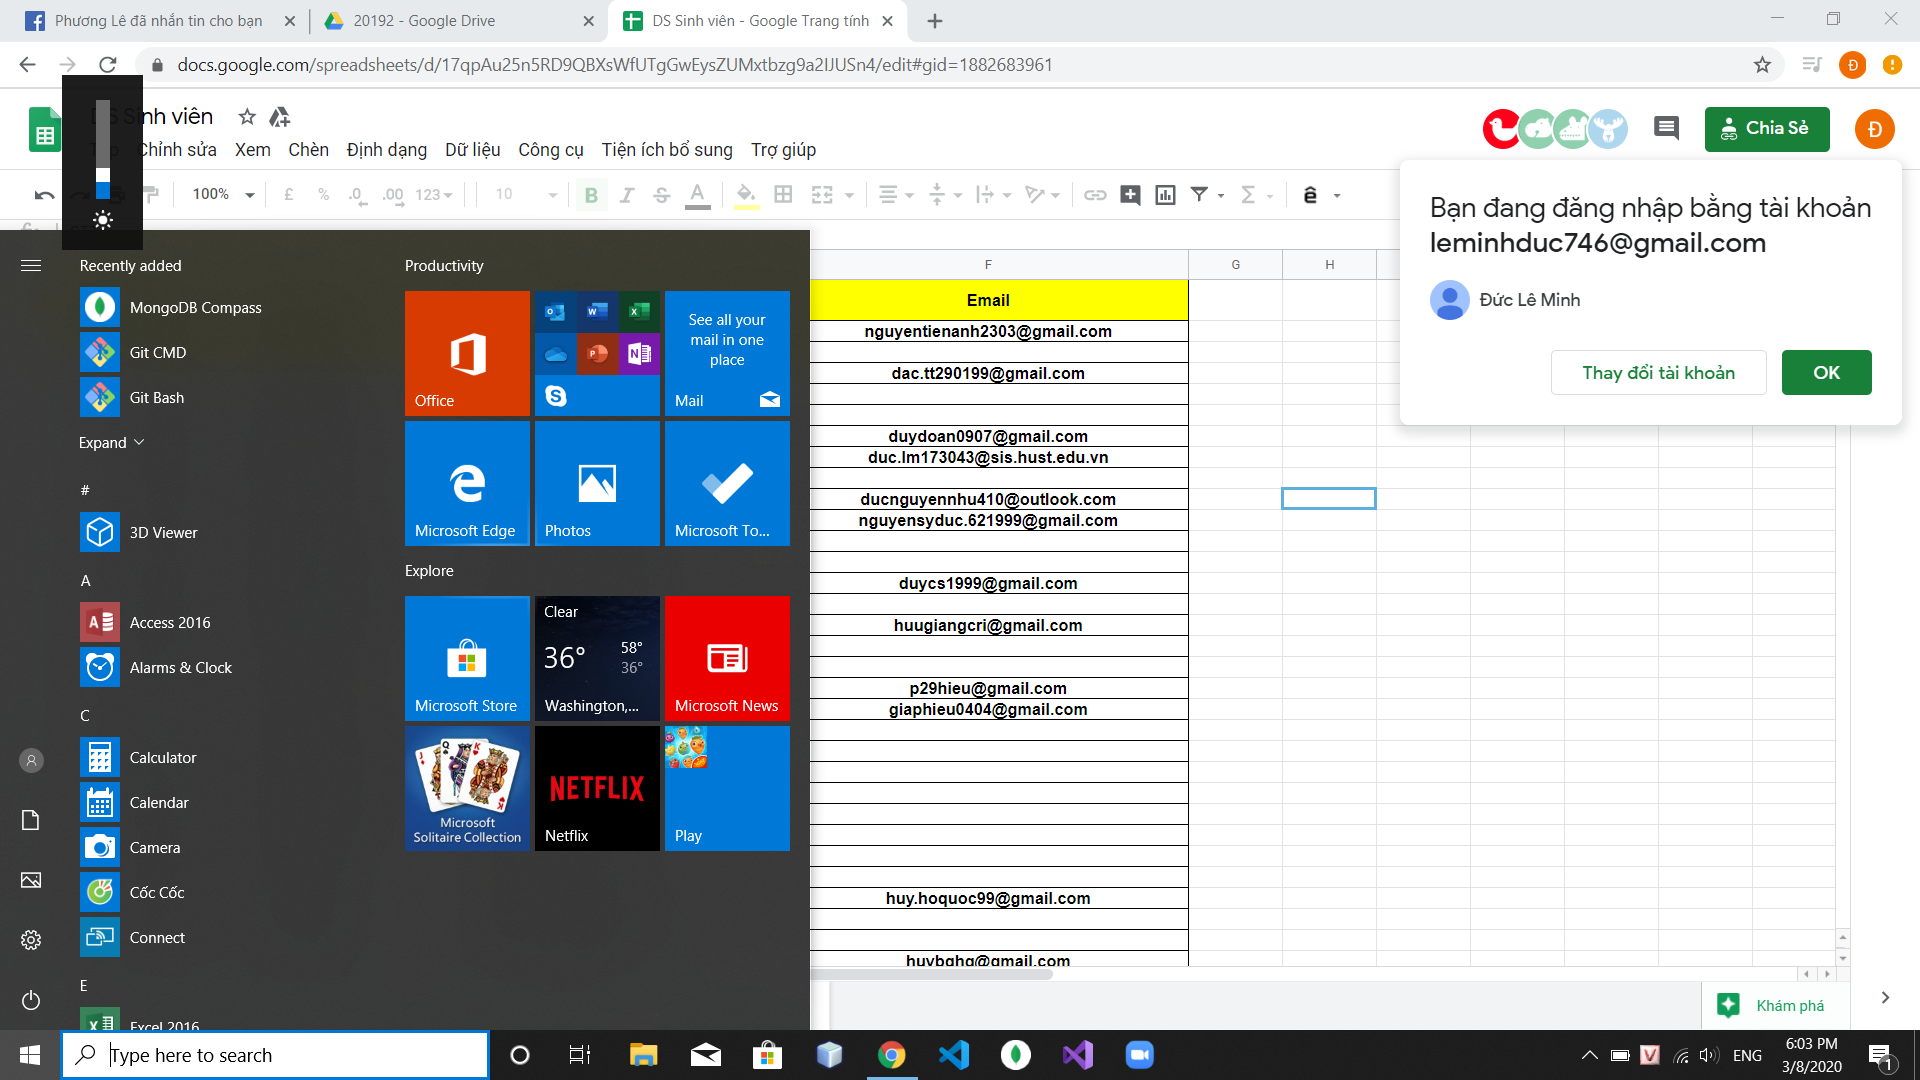 Phương Lê đã nhắn tin cho bạn
20192 - Google Drive
DS Sinh viên - Google Trang tính
docs.google.com/spreadsheets/d/17qpAu25n5RD9QBXsWfUTgGwEysZUMxtbzg9a2IJUSn4/edit#gid=1882683961
Đ
DS Sinh viên
Chỉnh sửa Xem Chèn Định dạng Dữ liệu Công cụ Tiện ích bổ sung Trợ giúp
Chia Sẻ
Đ
100% £ % .0 .00 123 10 B I S A Σ ê
Bạn đang đăng nhập bằng tài khoản
leminhduc746@gmail.com
Đức Lê Minh
Thay đổi tài khoản
OK
F G H
Email
nguyentienanh2303@gmail.com
dac.tt290199@gmail.com
duydoan0907@gmail.com
duc.lm173043@sis.hust.edu.vn
ducnguyennhu410@outlook.com
nguyensyduc.621999@gmail.com
duycs1999@gmail.com
huugiangcri@gmail.com
p29hieu@gmail.com
giaphieu0404@gmail.com
huy.hoquoc99@gmail.com
huybghg@gmail.com
Khám phá
Recently added
MongoDB Compass
Git CMD
Git Bash
Expand
#
3D Viewer
A
Access 2016
Alarms & Clock
C
Calculator
Calendar
Camera
Cốc Cốc
Connect
E
Excel 2016
Productivity
Office
See all your
mail in one
place
Mail
Microsoft Edge
Photos
Microsoft To...
Explore
Microsoft Store
Clear
36°
58°
36°
Washington,...
Microsoft News
Microsoft
Solitaire Collection
NETFLIX
Netflix
Play
Type here to search
ENG
6:03 PM
3/8/2020
1